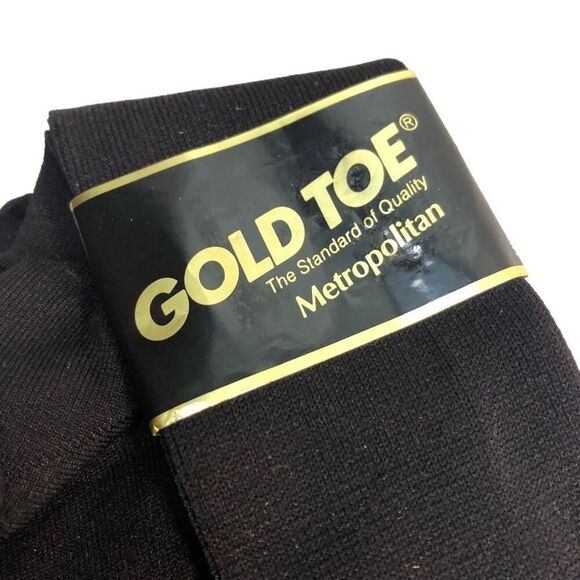 GOLD TOE®
The Standard of Quality
Metropolitan